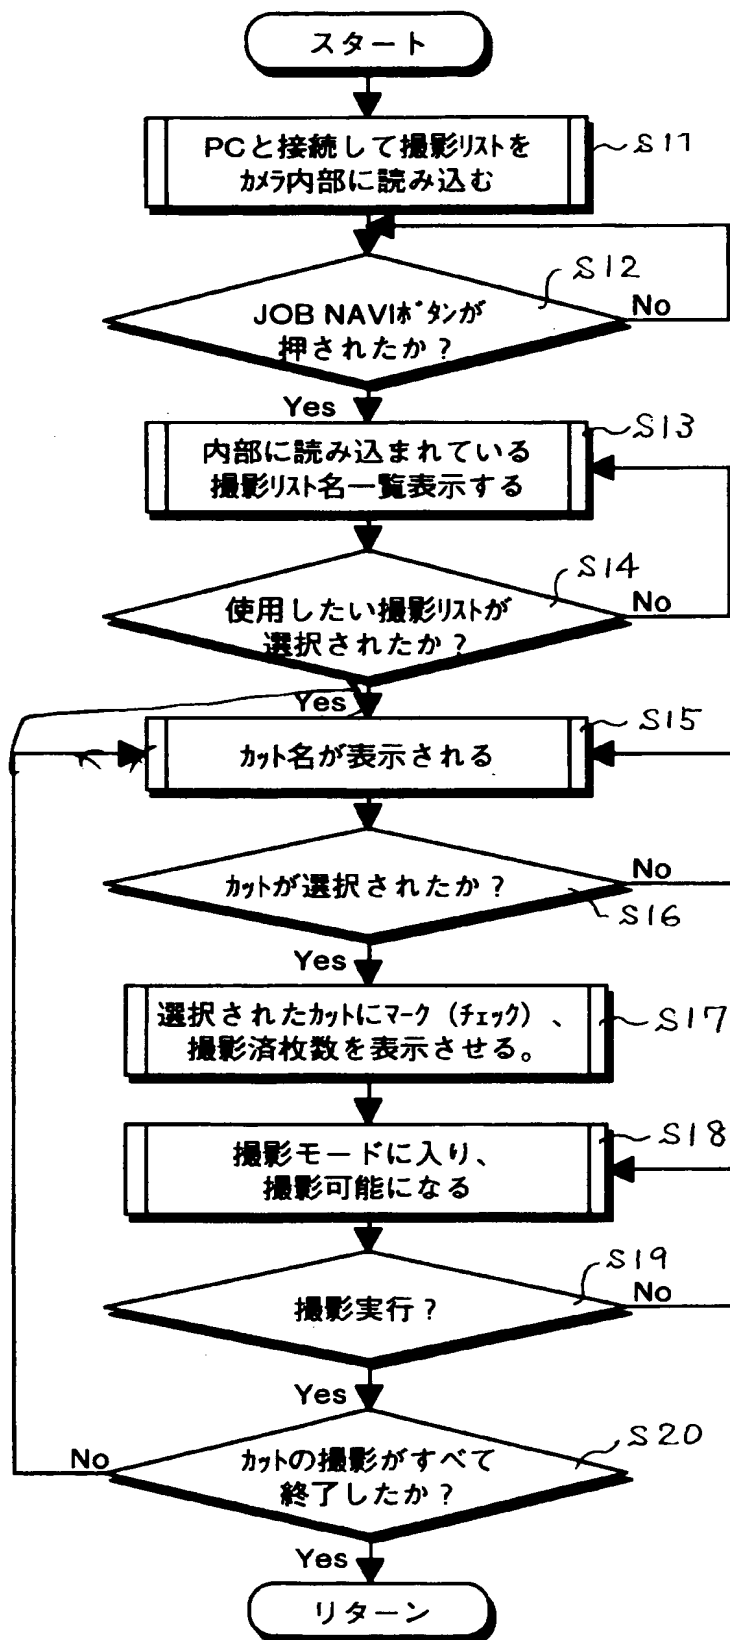 スタート
PCと接続して撮影リストを
カメラ内部に読み込む
S11
S12
No
JOB NAVIボタンが
押されたか？
Yes
S13
内部に読み込まれている
撮影リスト名一覧表示する
S14
No
使用したい撮影リストが
選択されたか？
Yes
S15
カット名が表示される
No
カットが選択されたか？
S16
Yes
選択されたカットにマーク（チェック）、
撮影済枚数を表示させる。
S17
S18
撮影モードに入り、
撮影可能になる
S19
No
撮影実行？
Yes
S20
No
カットの撮影がすべて
終了したか？
Yes
リターン